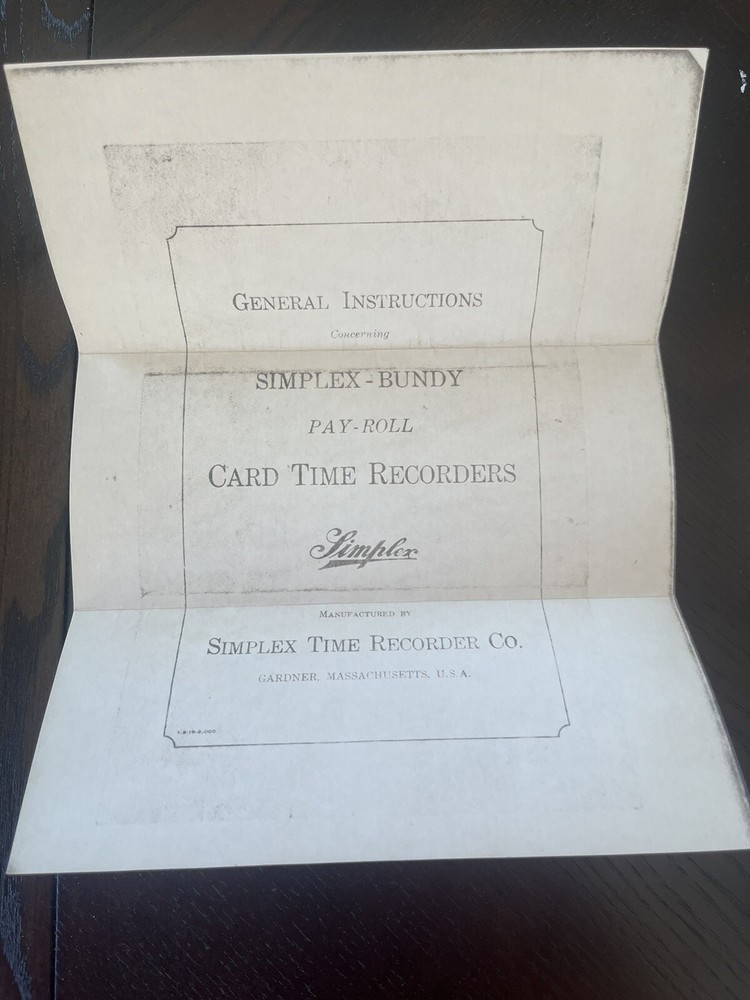 GENERAL INSTRUCTIONS
Concerning
SIMPLEX-BUNDY
PAY-ROLL
CARD TIME RECORDERS
Simplex
MANUFACTURED BY
SIMPLEX TIME RECORDER CO.
GARDNER, MASSACHUSETTS, U.S.A.